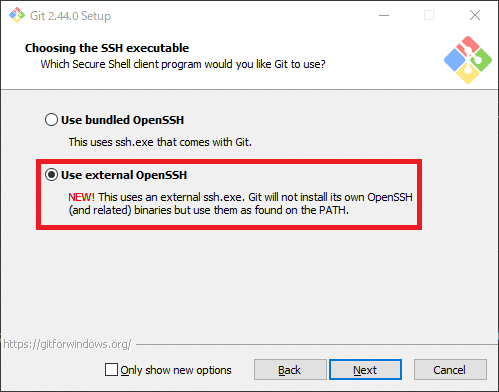 Git 2.44.0 Setup
Choosing the SSH executable
Which Secure Shell client program would you like Git to use?
Use bundled OpenSSH
This uses ssh.exe that comes with Git.
Use external OpenSSH
NEW! This uses an external ssh.exe. Git will not install its own OpenSSH
(and related) binaries but use them as found on the PATH.
https://gitforwindows.org/
Only show new options
Back
Next
Cancel